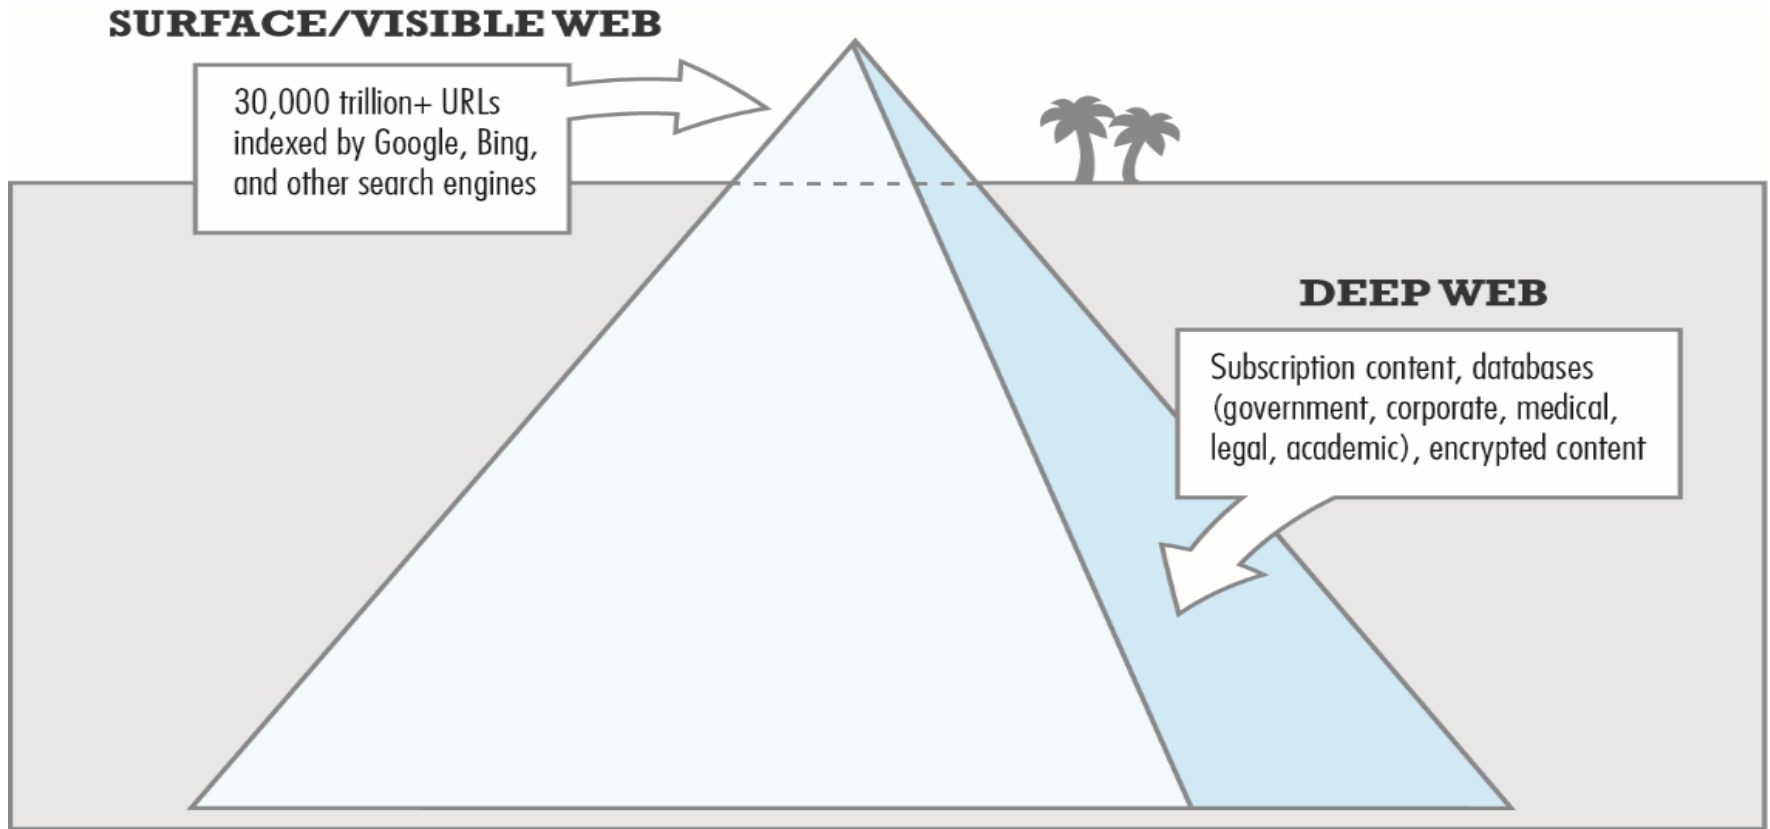 SURFACE/VISIBLE WEB
30,000 trillion+ URLs
indexed by Google, Bing,
and other search engines
DEEP WEB
Subscription content, databases
(government, corporate, medical,
legal, academic), encrypted content